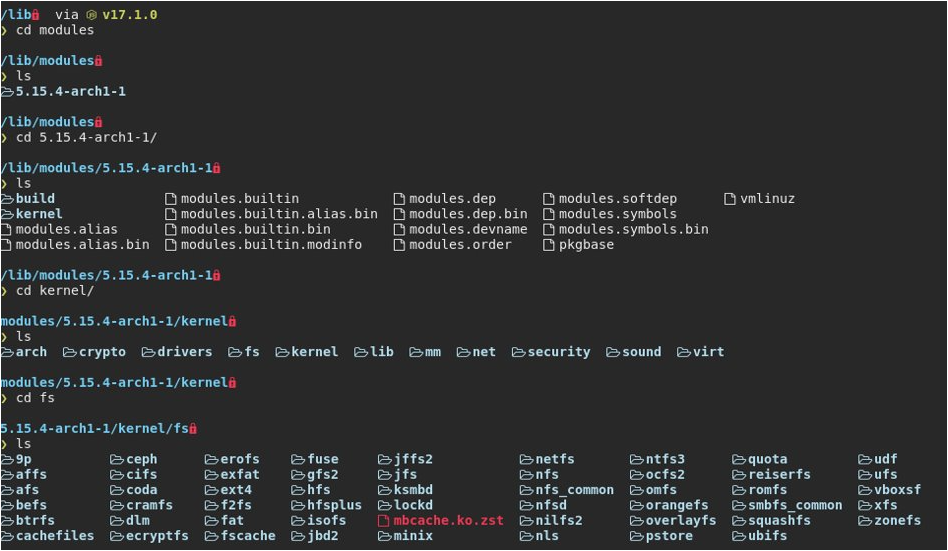 /lib via v17.1.0
❯ cd modules
/lib/modules
❯ ls
5.15.4-arch1-1
/lib/modules
❯ cd 5.15.4-arch1-1/
/lib/modules/5.15.4-arch1-1
❯ ls
build modules.builtin modules.dep modules.softdep vmlinuz
kernel modules.builtin.alias.bin modules.dep.bin modules.symbols
modules.alias modules.builtin.bin modules.devname modules.symbols.bin
modules.alias.bin modules.builtin.modinfo modules.order pkgbase
/lib/modules/5.15.4-arch1-1
❯ cd kernel/
modules/5.15.4-arch1-1/kernel
❯ ls
arch crypto drivers fs kernel lib mm net security sound virt
modules/5.15.4-arch1-1/kernel
❯ cd fs
5.15.4-arch1-1/kernel/fs
❯ ls
9p ceph erofs fuse jffs2 netfs ntfs3 quota udf
affs cifs exfat gfs2 jfs nfs ocfs2 reiserfs ufs
afs coda ext4 hfs ksmbd nfs_common omfs romfs vboxsf
befs cramfs f2fs hfsplus lockd nfsd orangefs smbfs_common xfs
btrfs dlm fat isofs mbcache.ko.zst nilfs2 overlayfs squashfs zonefs
cachefiles ecryptfs fscache jbd2 minix nls pstore ubifs